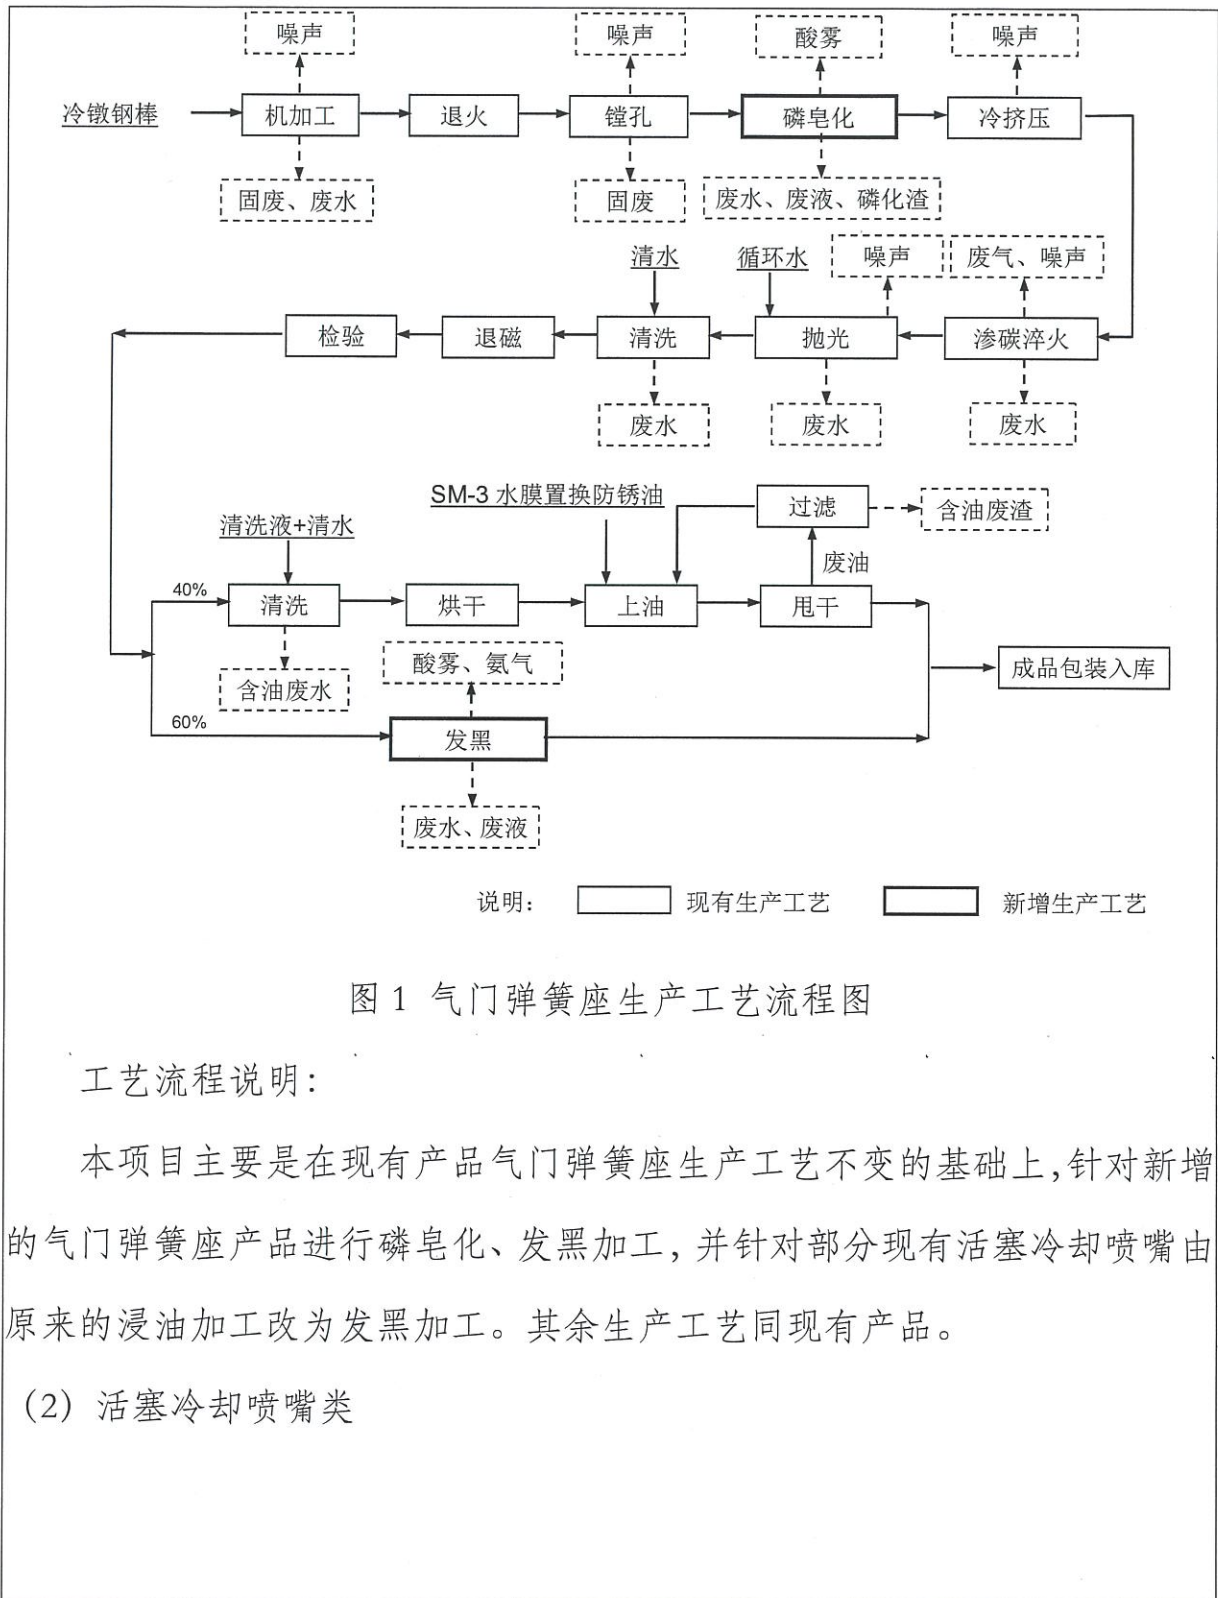 噪声
噪声
酸雾
噪声
冷镦钢棒
机加工
退火
镗孔
磷皂化
冷挤压
固废、废水
固废
废水、废液、磷化渣
清水
循环水
噪声
废气、噪声
检验
退磁
清洗
抛光
渗碳淬火
废水
废水
废水
SM-3 水膜置换防锈油
过滤
含油废渣
清洗液+清水
废油
40%
清洗
烘干
上油
甩干
酸雾、氨气
含油废水
成品包装入库
60%
发黑
废水、废液
说明：
现有生产工艺
新增生产工艺
图 1 气门弹簧座生产工艺流程图
工艺流程说明：
本项目主要是在现有产品气门弹簧座生产工艺不变的基础上，针对新增
的气门弹簧座产品进行磷皂化、发黑加工，并针对部分现有活塞冷却喷嘴由
原来的浸油加工改为发黑加工。其余生产工艺同现有产品。
（2）活塞冷却喷嘴类